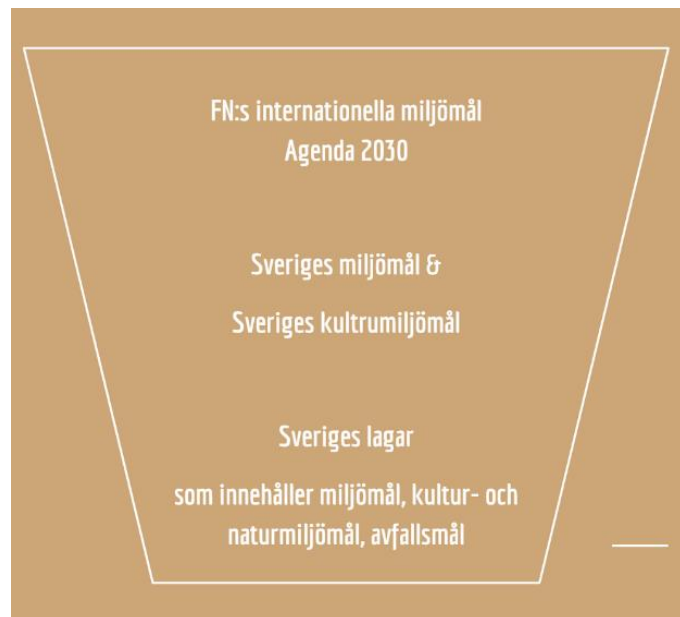 FN:s internationella miljömål
Agenda 2030
Sveriges miljömål &
Sveriges kultrumiljömål
Sveriges lagar
som innehåller miljömål, kultur- och
naturmiljömål, avfallsmål